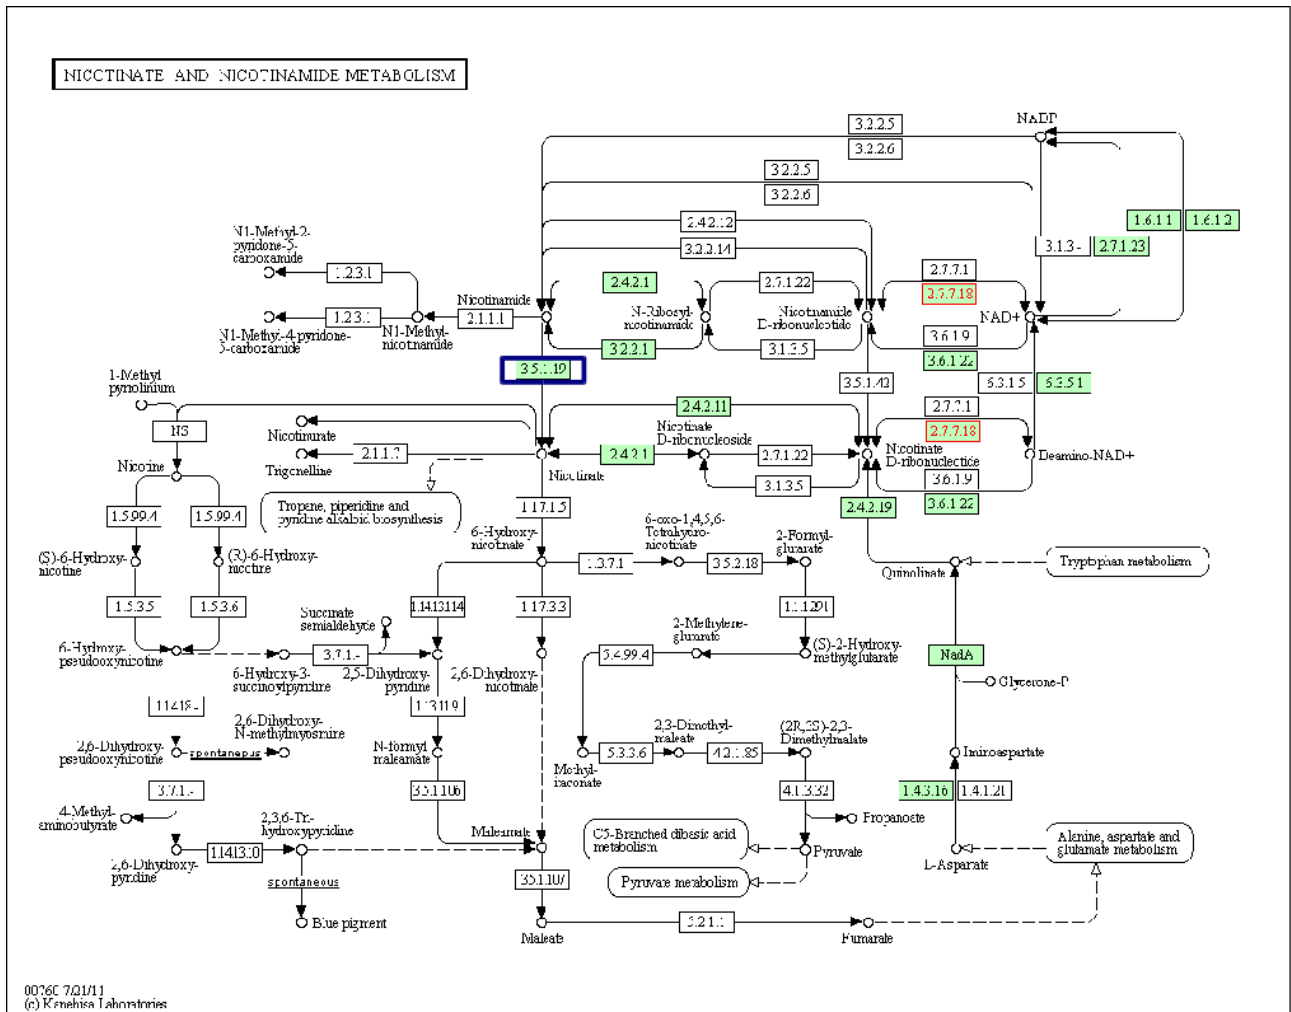 NICOTINATE AND NICOTINAMIDE METABOLISM
NADP
3.2.2.5
3.2.2.6
3.2.2.5
3.2.2.6
2.4.2.12
3.2.2.14
1.6.1.1
1.6.1.2
3.1.3.-
2.7.1.23
N1-Methyl-2-
pyridone-5-
carboxamide
1.2.3.1
1.2.3.1
N1-Methyl-4-pyridone-
5-carboxamide
N1-Methyl-
nicotinamide
2.1.1.1
Nicotinamide
2.4.2.1
3.2.2.1
N-Ribosyl-
nicotinamide
2.7.1.22
3.1.3.5
Nicotinamide
D-ribonucleotide
2.7.7.1
2.7.7.18
NAD+
3.6.1.9
3.6.1.22
3.5.1.19
3.5.1.42
6.3.1.5
6.3.5.1
1-Methyl
pyrrolinium
NS
Nicotine
Nicotinurate
2.1.1.7
Trigonelline
Nicotinate
2.4.2.11
2.4.2.1
Nicotinate
D-ribonucleoside
2.7.1.22
3.1.3.5
2.7.7.1
2.7.7.18
Nicotinate
D-ribonucleotide
Deamino-NAD+
3.6.1.9
3.6.1.22
2.4.2.19
Tropane, piperidine and
pyridine alkaloid biosynthesis
1.5.99.4
1.5.99.4
1.17.1.5
(S)-6-Hydroxy-
nicotine
(R)-6-Hydroxy-
nicotine
6-Hydroxy-
nicotinate
1.3.7.1
6-oxo-1,4,5,6-
Tetrahydro-
nicotinate
3.5.2.18
2-Formyl-
glutarate
Quinolinate
Tryptophan metabolism
1.5.3.5
1.5.3.6
Succinate
semialdehyde
1.14.13.114
1.17.3.3
1.1.1.291
6-Hydroxy-
pseudooxynicotine
6-Hydroxy-3-
succinoylpyridine
3.7.1.-
2,5-Dihydroxy-
pyridine
2,6-Dihydroxy-
nicotinate
5.4.99.4
2-Methylene-
glutarate
(S)-2-Hydroxy-
methylglutarate
NadA
Glycerone-P
1.14.18.-
1.13.11.9
2,6-Dihydroxy-
N-methylmyosmine
2,6-Dihydroxy-
pseudooxynicotine
spontaneous
N-formyl
maleamate
Methyl-
itaconate
5.3.3.6
2,3-Dimethyl-
maleate
4.2.1.85
(2R,3S)-2,3-
Dimethylmalate
Iminoaspartate
3.7.1.-
3.5.1.106
4.1.3.32
1.4.3.16
1.4.1.21
4-Methyl-
aminobutyrate
2,6-Dihydroxy-
pyridine
1.14.13.10
2,3,6-Tri-
hydroxypyridine
Maleamate
C5-Branched dibasic acid
metabolism
Propanoate
Pyruvate
L-Aspartate
Alanine, aspartate and
glutamate metabolism
spontaneous
3.5.1.107
Pyruvate metabolism
Blue pigment
Maleate
5.2.1.1
Fumarate
00760 7/21/11
(c) Kanehisa Laboratories